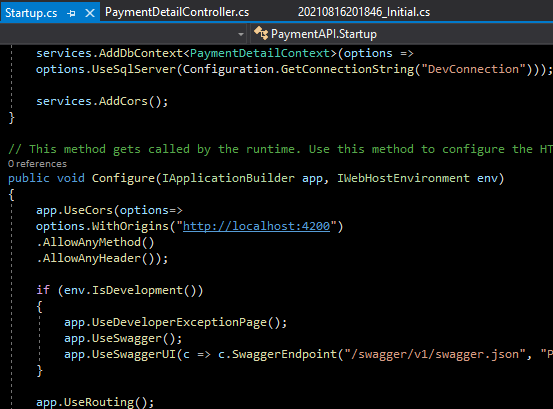 Startup.cs PaymentDetailController.cs 20210816201846_Initial.cs
PaymentAPI.Startup
services.AddDbContext<PaymentDetailContext>(options =>
options.UseSqlServer(Configuration.GetConnectionString("DevConnection")));
services.AddCors();
}
// This method gets called by the runtime. Use this method to configure the HT
0 references
public void Configure(IApplicationBuilder app, IWebHostEnvironment env)
{
app.UseCors(options=>
options.WithOrigins("http://localhost:4200")
.AllowAnyMethod()
.AllowAnyHeader());
if (env.IsDevelopment())
{
app.UseDeveloperExceptionPage();
app.UseSwagger();
app.UseSwaggerUI(c => c.SwaggerEndpoint("/swagger/v1/swagger.json", "P
}
app.UseRouting();